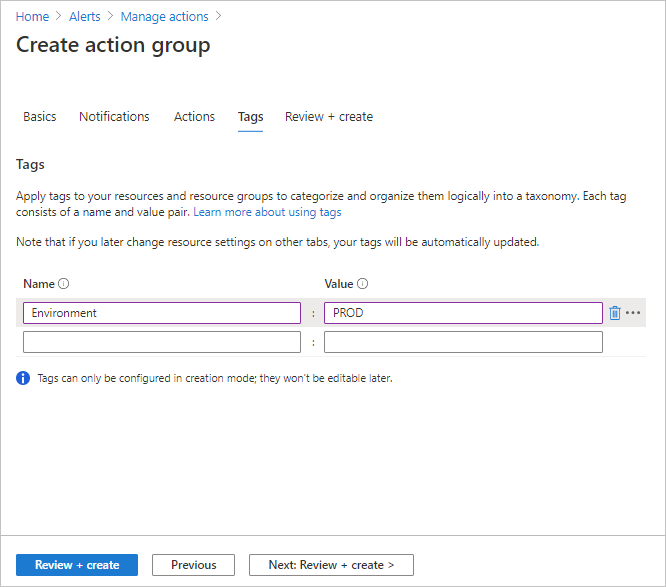 Home > Alerts > Manage actions >
Create action group
Basics Notifications Actions Tags Review + create
Tags
Apply tags to your resources and resource groups to categorize and organize them logically into a taxonomy. Each tag
consists of a name and value pair. Learn more about using tags
Note that if you later change resource settings on other tabs, your tags will be automatically updated.
Name Value
Environment : PROD
:
Tags can only be configured in creation mode; they won't be editable later.
Review + create Previous Next: Review + create >